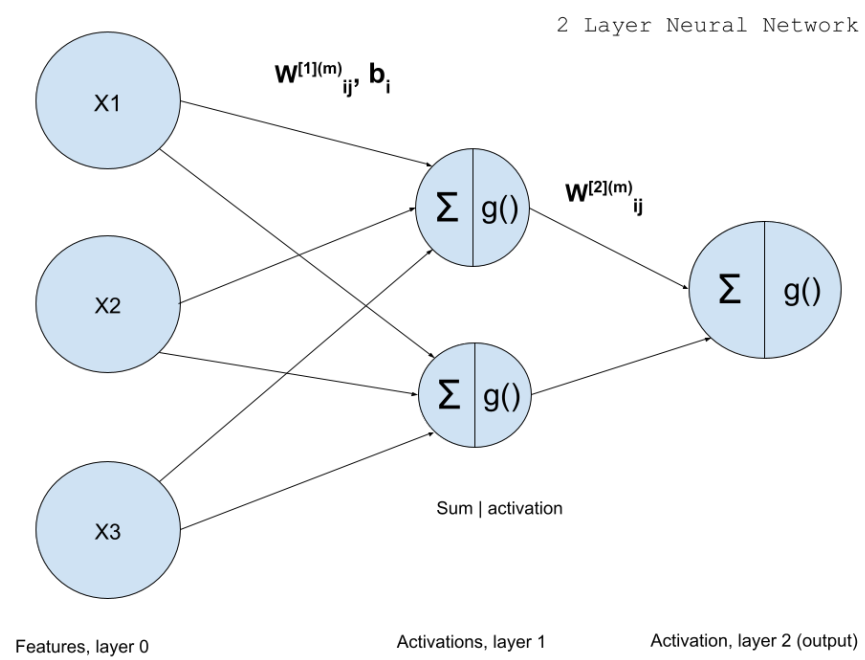 2 Layer Neural Network
X1
W[1](m)ij, bi
Σ g()
W[2](m)ij
X2
Σ g()
Σ g()
X3
Sum | activation
Features, layer 0
Activations, layer 1
Activation, layer 2 (output)